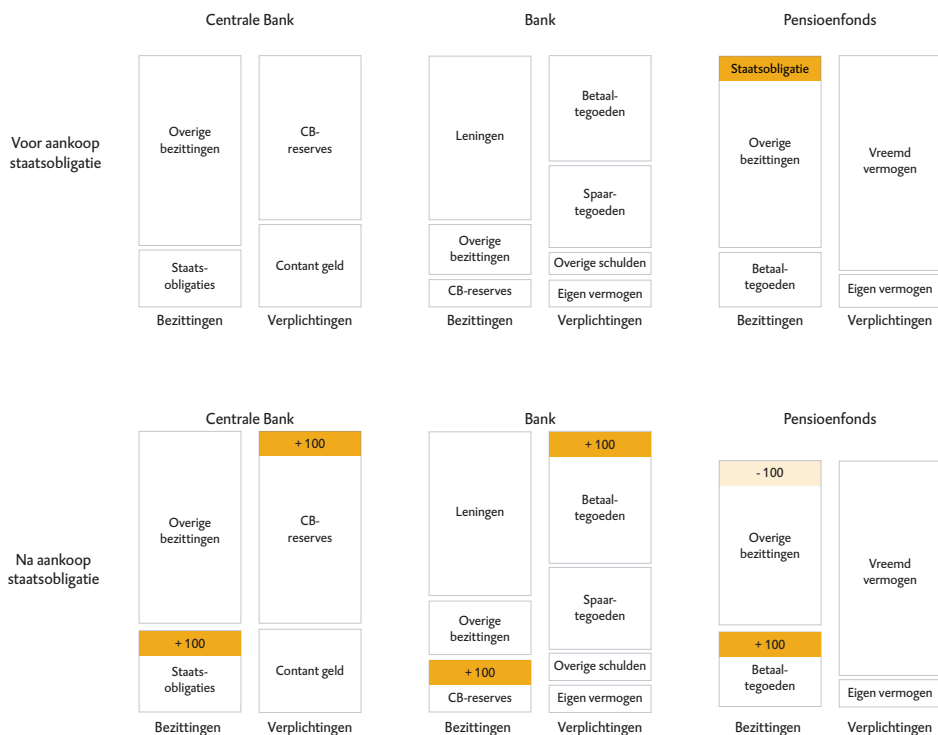 Centrale Bank
Bank
Pensioenfonds
Voor aankoop
staatsobligatie
Overige
bezittingen
Staats-
obligaties
CB-
reserves
Contant geld
Bezittingen
Verplichtingen
Leningen
Overige
bezittingen
CB-reserves
Betaal-
tegoeden
Spaar-
tegoeden
Overige schulden
Eigen vermogen
Bezittingen
Verplichtingen
Staatsobligatie
Overige
bezittingen
Betaal-
tegoeden
Vreemd
vermogen
Eigen vermogen
Bezittingen
Verplichtingen
Centrale Bank
Bank
Pensioenfonds
Na aankoop
staatsobligatie
Overige
bezittingen
+ 100
Staats-
obligaties
+ 100
CB-
reserves
Contant geld
Bezittingen
Verplichtingen
Leningen
Overige
bezittingen
+ 100
CB-reserves
+ 100
Betaal-
tegoeden
Spaar-
tegoeden
Overige schulden
Eigen vermogen
Bezittingen
Verplichtingen
- 100
Overige
bezittingen
+ 100
Betaal-
tegoeden
Vreemd
vermogen
Eigen vermogen
Bezittingen
Verplichtingen